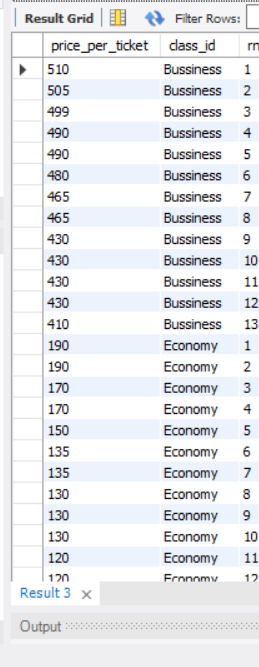 Result Grid Filter Rows:
price_per_ticket class_id rn
510 Bussiness 1
505 Bussiness 2
499 Bussiness 3
490 Bussiness 4
490 Bussiness 5
480 Bussiness 6
465 Bussiness 7
465 Bussiness 8
430 Bussiness 9
430 Bussiness 10
430 Bussiness 11
430 Bussiness 12
410 Bussiness 13
190 Economy 1
190 Economy 2
170 Economy 3
170 Economy 4
150 Economy 5
135 Economy 6
135 Economy 7
130 Economy 8
130 Economy 9
130 Economy 10
120 Economy 11
120 Economy 12
Result 3
Output